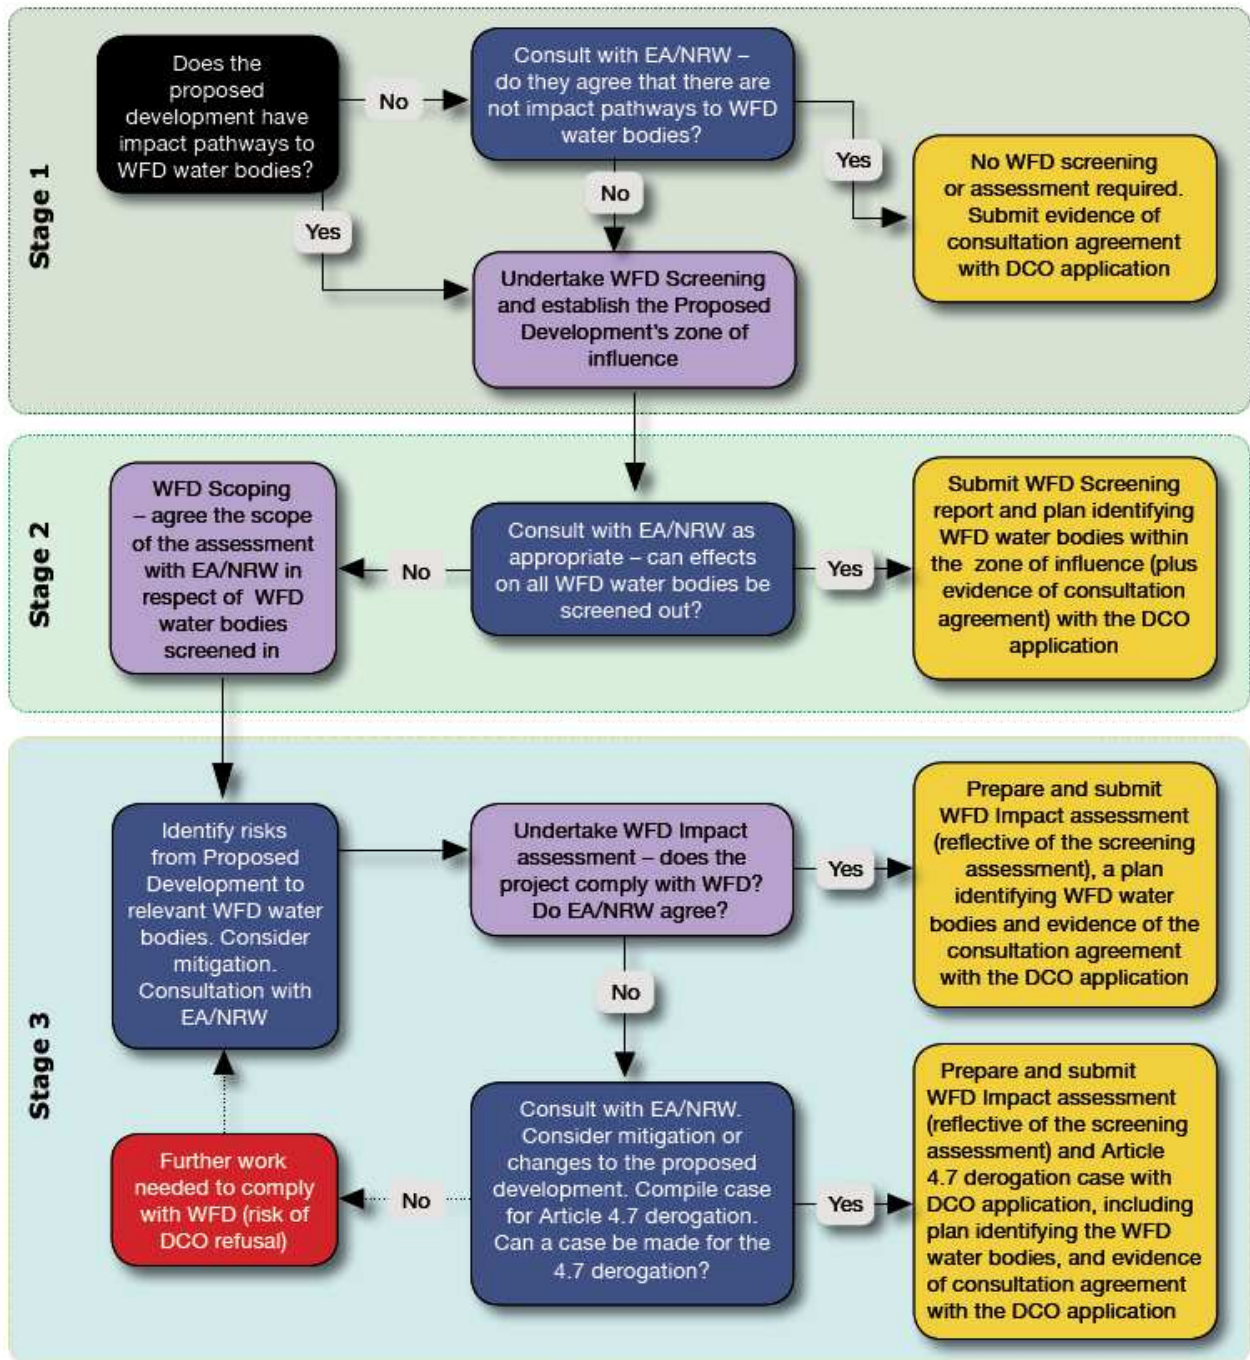 Stage 1
Does the
proposed
development have
impact pathways to
WFD water bodies?
No
Consult with EA/NRW –
do they agree that there are
not impact pathways to WFD
water bodies?
Yes
No
Yes
No WFD screening
or assessment required.
Submit evidence of
consultation agreement
with DCO application
Undertake WFD Screening
and establish the Proposed
Development's zone of
influence
Stage 2
WFD Scoping
– agree the scope
of the assessment
with EA/NRW in
respect of WFD
water bodies
screened in
No
Consult with EA/NRW as
appropriate – can effects
on all WFD water bodies be
screened out?
Yes
Submit WFD Screening
report and plan identifying
WFD water bodies within
the zone of influence (plus
evidence of consultation
agreement) with the DCO
application
Stage 3
Identify risks
from Proposed
Development to
relevant WFD water
bodies. Consider
mitigation.
Consultation with
EA/NRW
Undertake WFD Impact
assessment – does the
project comply with WFD?
Do EA/NRW agree?
Yes
Prepare and submit
WFD Impact assessment
(reflective of the screening
assessment), a plan
identifying WFD water
bodies and evidence of the
consultation agreement
with the DCO application
No
Further work
needed to comply
with WFD (risk of
DCO refusal)
No
Consult with EA/NRW.
Consider mitigation or
changes to the proposed
development. Compile case
for Article 4.7 derogation.
Can a case be made for the
4.7 derogation?
Yes
Prepare and submit
WFD Impact assessment
(reflective of the screening
assessment) and Article
4.7 derogation case with
DCO application, including
plan identifying the WFD
water bodies, and evidence
of consultation agreement
with the DCO application